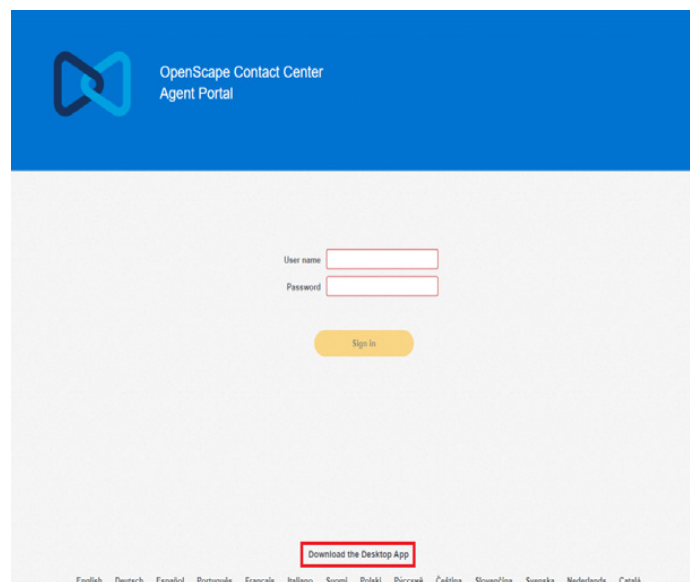 OpenScape Contact Center
Agent Portal
User name
Password
Sign in
Download the Desktop App
English Deutsch Español Português Français Italiano Suomi Polski Русский Čeština Slovenčina Svenska Nederlands Català